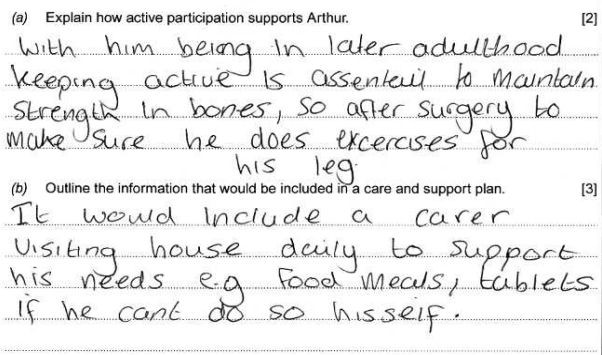 (a) Explain how active participation supports Arthur. [2]
With him being in later adulthood
keeping active is assenteil to maintain
strength in bones, so after surgery to
make sure he does excercises for
his leg.
(b) Outline the information that would be included in a care and support plan. [3]
It would include a carer
visiting house daily to support
his needs e.g food meals, tablets
if he cant do so hisself.